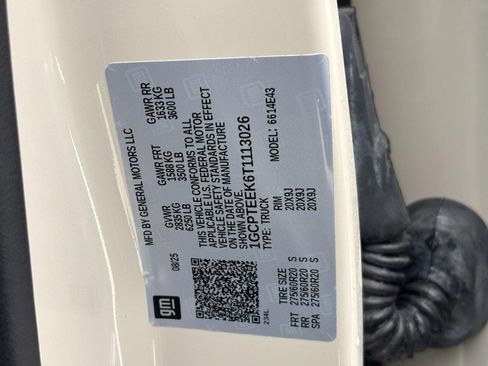 MFD BY GENERAL MOTORS LLC
08/25 GVWR GAWR FRT GAWR RR
2835 KG 1588 KG 1633 KG
6250 LB 3500 LB 3600 LB
THIS VEHICLE CONFORMS TO ALL
APPLICABLE U.S. FEDERAL MOTOR
VEHICLE SAFETY STANDARDS IN EFFECT
ON THE DATE OF MANUFACTURE
SHOWN ABOVE.
1GCPTEEK6T1113026
TYPE: TRUCK MODEL: 6614E43
gm
234L
TIRE SIZE RIM
FRT 275/60R20 S 20X9J
RR 275/60R20 S 20X9J
SPA 275/60R20 S 20X9J